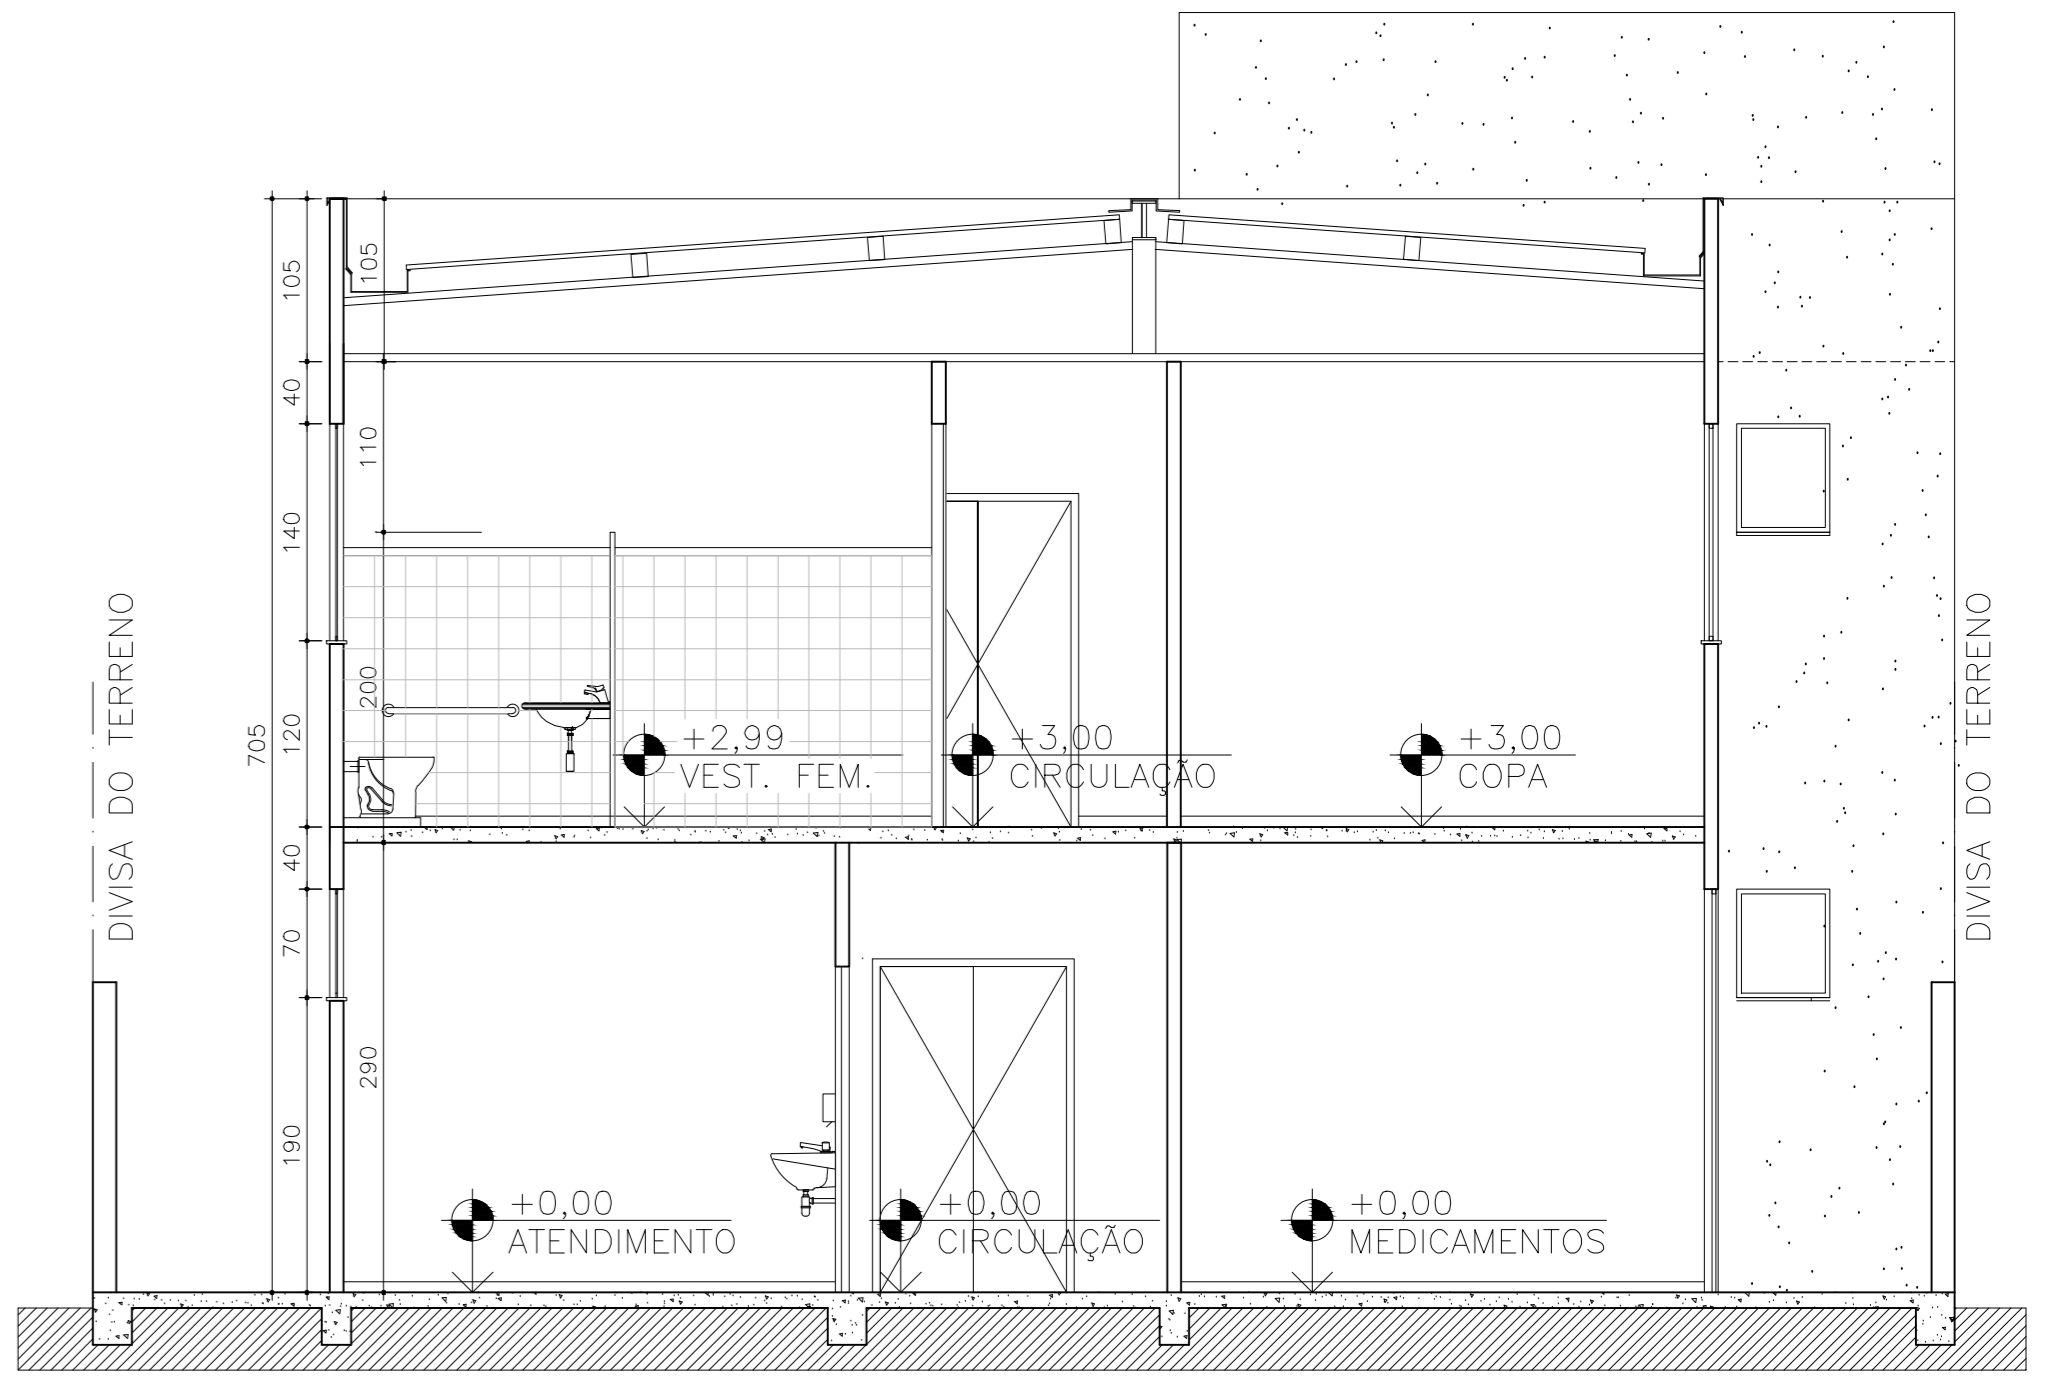 105
105
40
110
140
DIVISA DO TERRENO
DIVISA DO TERRENO
200
705
120
+2,99
VEST. FEM.
+3,00
CIRCULAÇÃO
+3,00
COPA
40
70
290
190
+0,00
ATENDIMENTO
+0,00
CIRCULAÇÃO
+0,00
MEDICAMENTOS